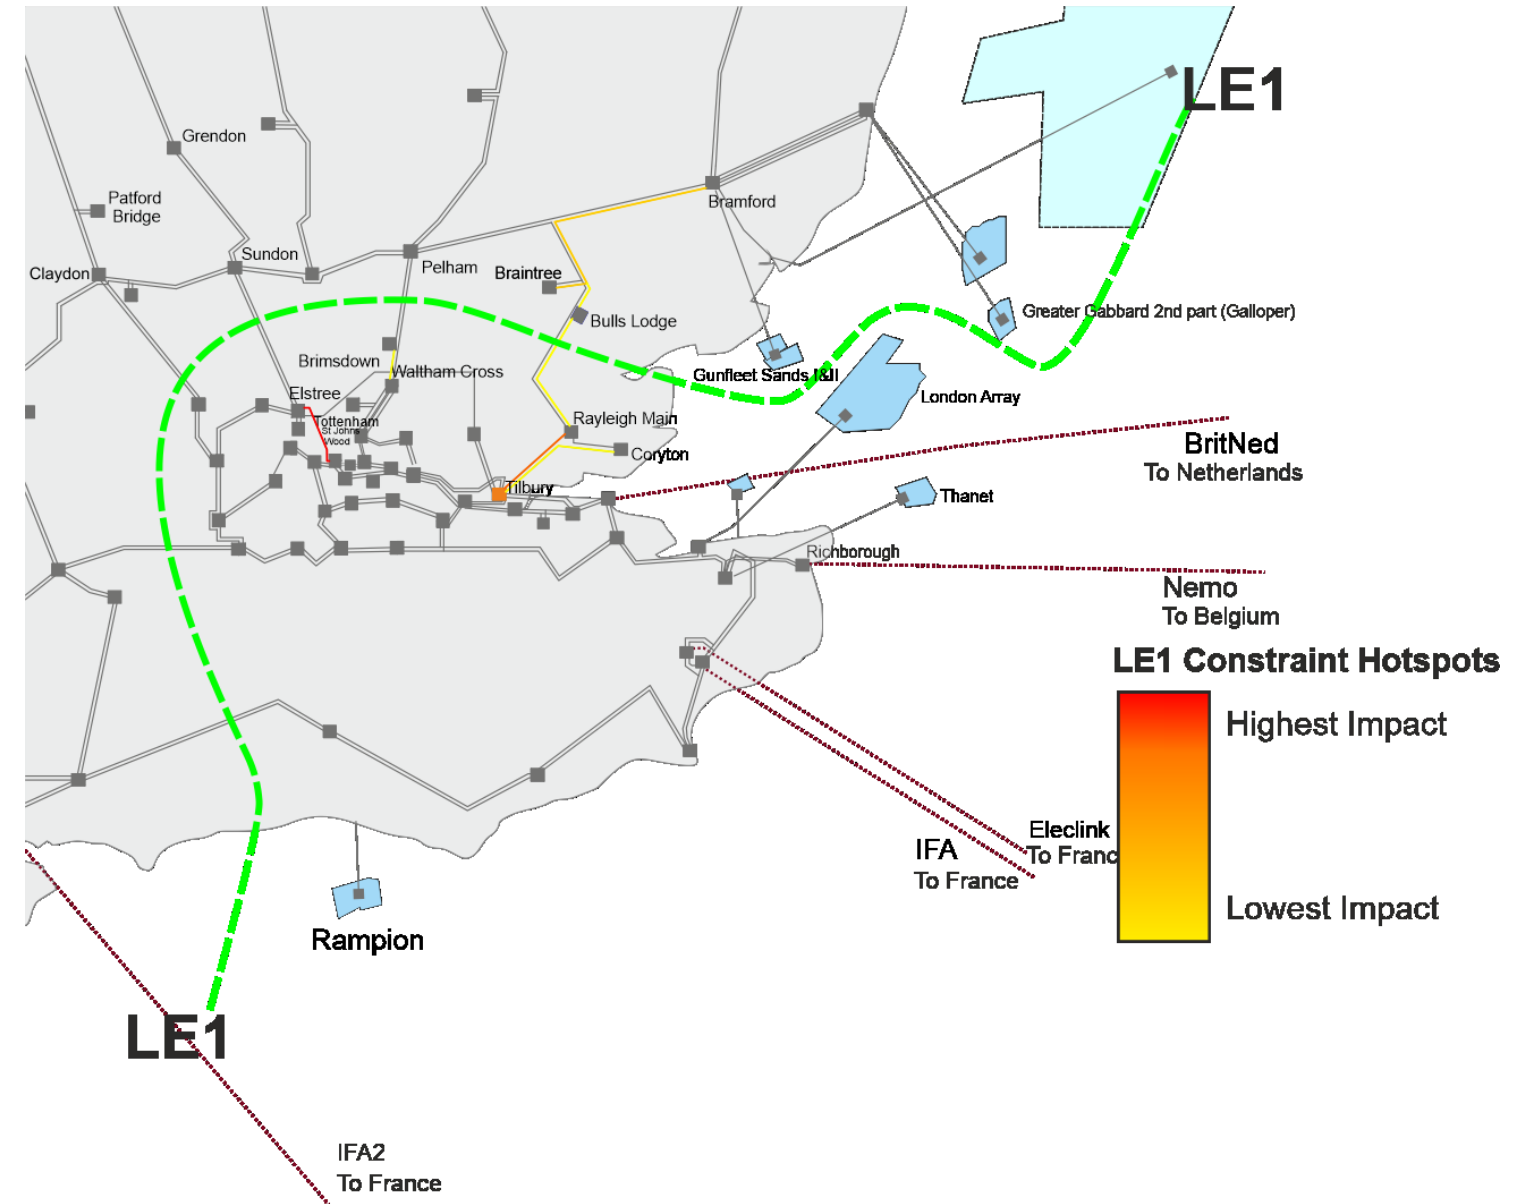 LE1
Grendon
Patford
Bridge
Bramford
Sundon
Claydon
Pelham
Braintree
Greater Gabbard 2nd part (Galloper)
Bulls Lodge
Brimsdown
Waltham Cross
Gunfleet Sands I&II
Elstree
London Array
Tottenham
St Johns
Wood
Rayleigh Main
BritNed
To Netherlands
Coryton
Tilbury
Thanet
Richborough
Nemo
To Belgium
LE1 Constraint Hotspots
Highest Impact
Eleclink
To Franc
IFA
To France
Lowest Impact
Rampion
LE1
IFA2
To France